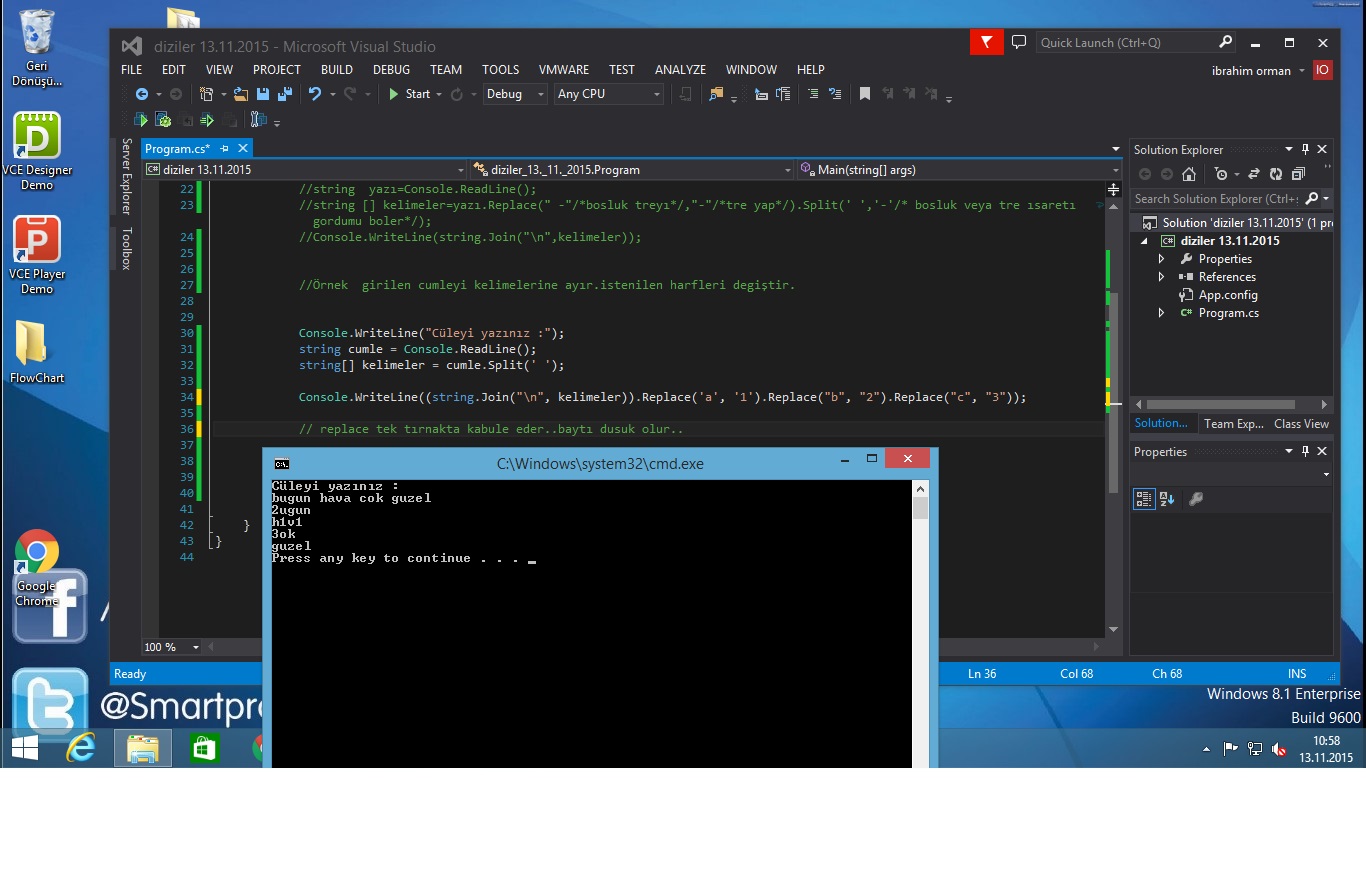 Geri
Dönüşü...
VCE Designer
Demo
VCE Player
Demo
FlowChart
Google
Chrome
@Smartpro
diziler 13.11.2015 - Microsoft Visual Studio
Quick Launch (Ctrl+Q)
FILE EDIT VIEW PROJECT BUILD DEBUG TEAM TOOLS VMWARE TEST ANALYZE WINDOW HELP
ibrahim orman IO
Start Debug Any CPU
Server Explorer
Toolbox
Program.cs*
diziler 13.11.2015 diziler_13._11._2015.Program Main(string[] args)
22 //string  yazı=Console.ReadLine();
23 //string [] kelimeler=yazı.Replace(" -"/*bosluk treyı*/,"-"/*tre yap*/).Split(' ','-'/* bosluk veya tre ısaretı
gordumu boler*/);
24 //Console.WriteLine(string.Join("\n",kelimeler));
25
26
27 //Örnek  girilen cumleyi kelimelerine ayır.istenilen harfleri degiştir.
28
29
30 Console.WriteLine("Cüleyi yazınız :");
31 string cumle = Console.ReadLine();
32 string[] kelimeler = cumle.Split(' ');
33
34 Console.WriteLine((string.Join("\n", kelimeler)).Replace('a', '1').Replace("b", "2").Replace("c", "3"));
35
36 // replace tek tırnakta kabule eder..baytı dusuk olur..
37
38
39
40
41
42 }
43 }
44
100 %
Ready Ln 36 Col 68 Ch 68 INS
C:\Windows\system32\cmd.exe
Cüleyi yazınız :
bugun hava cok guzel
2ugun
h1v1
3ok
guzel
Press any key to continue . . . _
Solution Explorer
Search Solution Explorer (Ctrl+ş
Solution 'diziler 13.11.2015' (1 pro
diziler 13.11.2015
Properties
References
App.config
Program.cs
Solution... Team Exp... Class View
Properties
Windows 8.1 Enterprise
Build 9600
10:58
13.11.2015